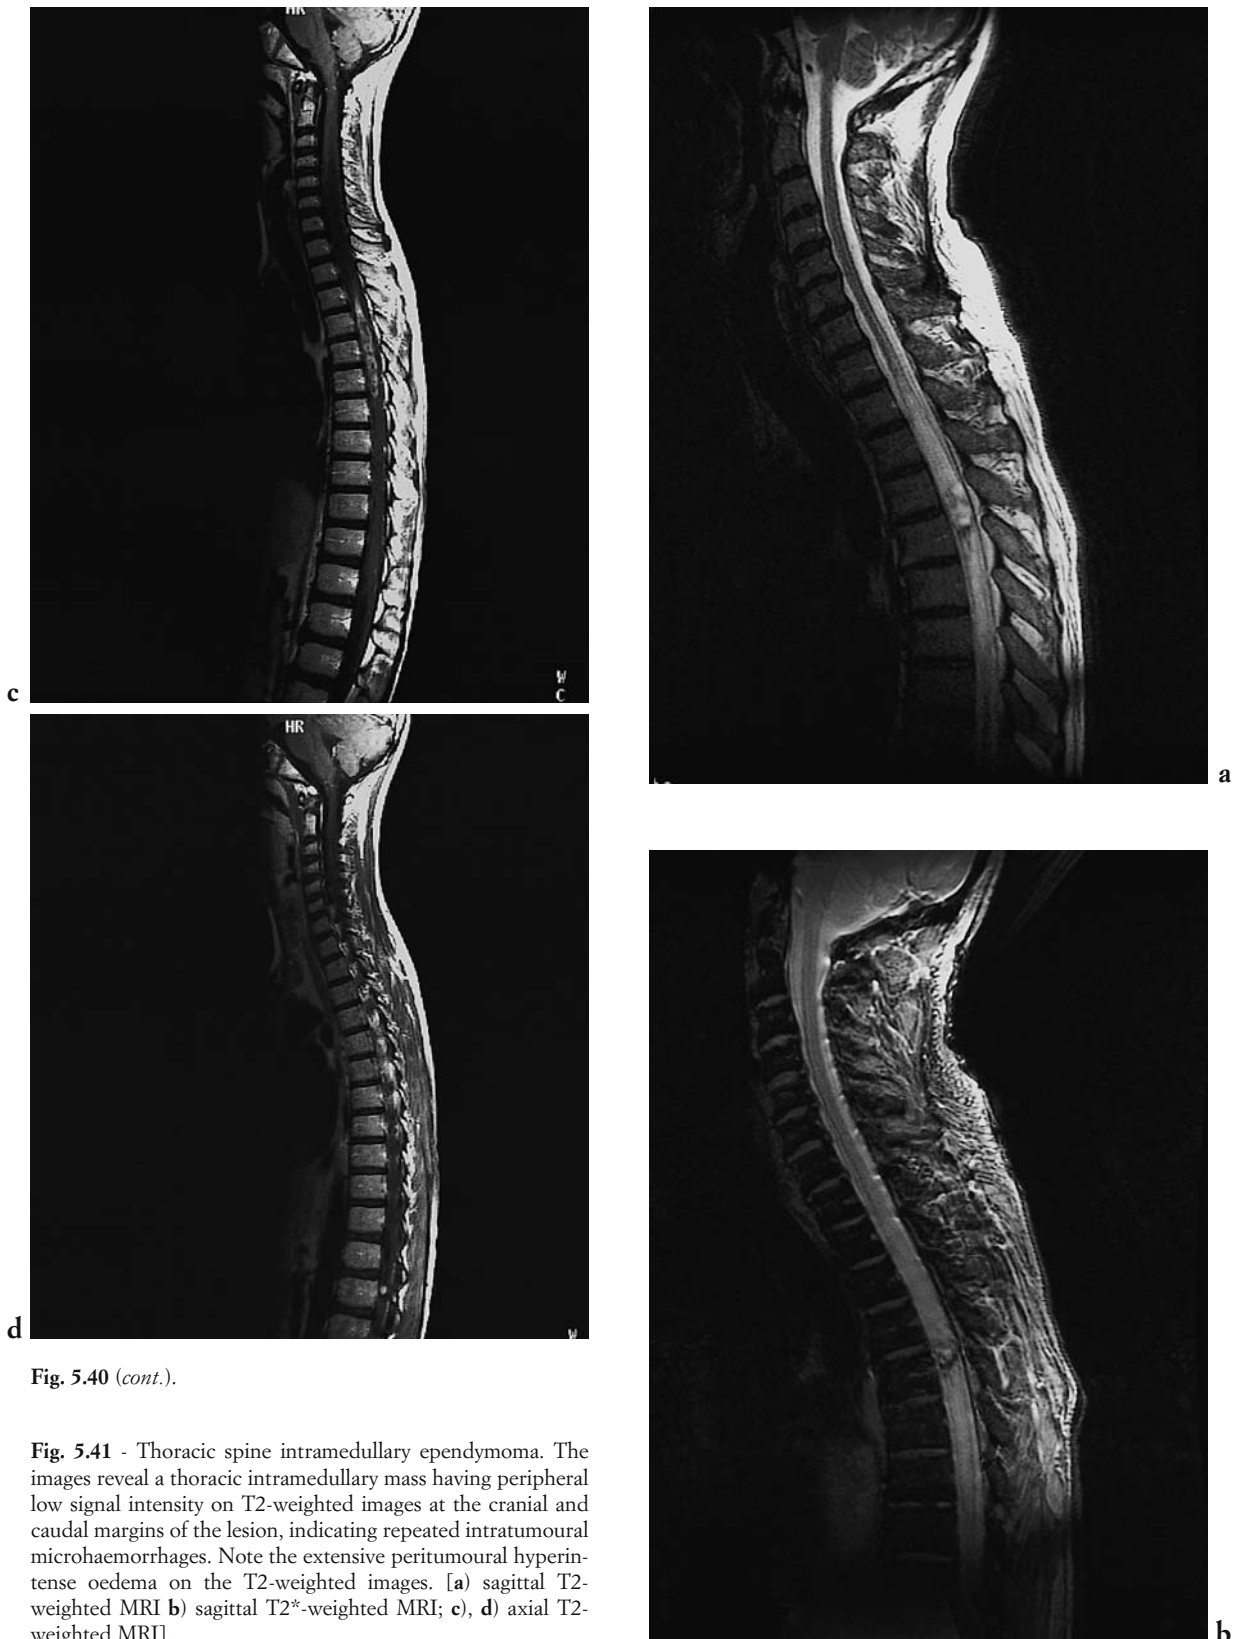 HR
W
C
c
HR
W
d
Fig. 5.40 (cont.).
Fig. 5.41 - Thoracic spine intramedullary ependymoma. The
images reveal a thoracic intramedullary mass having peripheral
low signal intensity on T2-weighted images at the cranial and
caudal margins of the lesion, indicating repeated intratumoural
microhaemorrhages. Note the extensive peritumoural hyperin-
tense oedema on the T2-weighted images. [a) sagittal T2-
weighted MRI b) sagittal T2*-weighted MRI; c), d) axial T2-
weighted MRI]
a
b